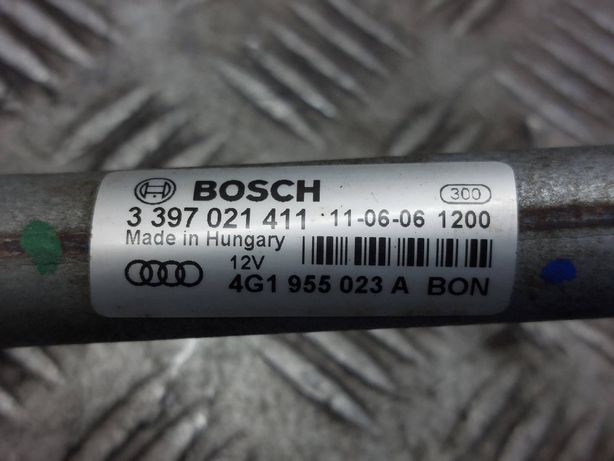 BOSCH 300
3 397 021 411 11-06-06 1200
Made in Hungary
12V
4G1 955 023 A BON